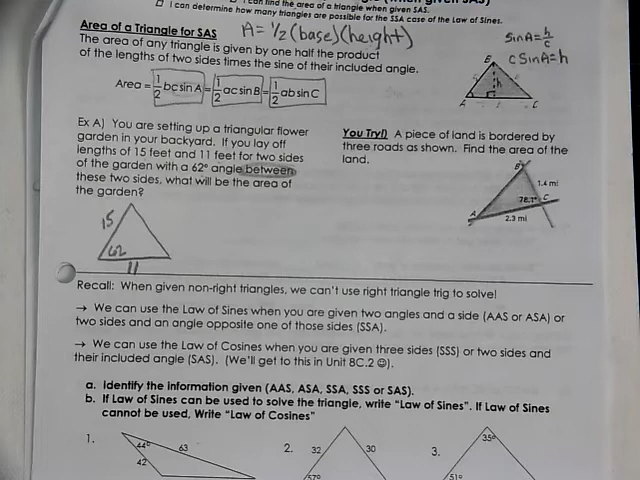 I can find the area of a triangle when given SAS.
I can determine how many triangles are possible for the SSA case of the Law of Sines.
Area of a Triangle for SAS
A = 1/2 (base)(height)
The area of any triangle is given by one half the product
of the lengths of two sides times the sine of their included angle.
Area = 1/2 bc sin A = 1/2 ac sin B = 1/2 ab sin C
sin A = h/c
c sin A = h
B
h
A
C
Ex A) You are setting up a triangular flower
garden in your backyard. If you lay off
lengths of 15 feet and 11 feet for two sides
of the garden with a 62° angle between
these two sides, what will be the area of
the garden?
15
62
11
You Try!) A piece of land is bordered by
three roads as shown. Find the area of the
land.
B
1.4 mi
78.1°
C
A
2.3 mi
Recall: When given non-right triangles, we can't use right triangle trig to solve!
→ We can use the Law of Sines when you are given two angles and a side (AAS or ASA) or
two sides and an angle opposite one of those sides (SSA).
→ We can use the Law of Cosines when you are given three sides (SSS) or two sides and
their included angle (SAS). (We'll get to this in Unit 8C.2 ☺).
a. Identify the information given (AAS, ASA, SSA, SSS or SAS).
b. If Law of Sines can be used to solve the triangle, write "Law of Sines". If Law of Sines
cannot be used, Write "Law of Cosines"
1. 44° 63
42
2. 32 30
57°
3. 35°
51°